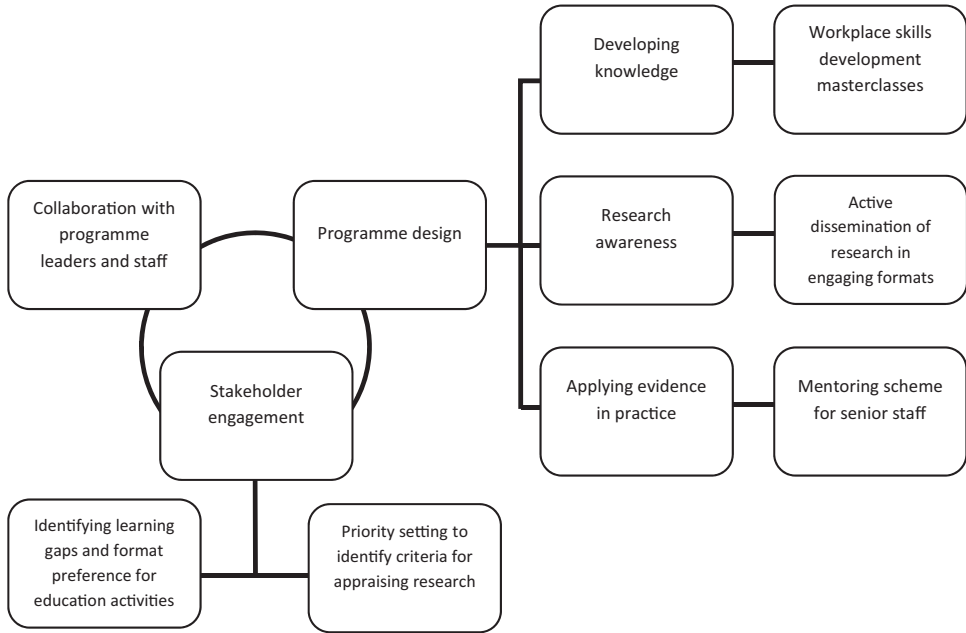 Developing
knowledge
Workplace skills
development
masterclasses
Collaboration with
programme
leaders and staff
Programme design
Research
awareness
Active
dissemination of
research in
engaging formats
Stakeholder
engagement
Applying evidence
in practice
Mentoring scheme
for senior staff
Identifying learning
gaps and format
preference for
education activities
Priority setting to
identify criteria for
appraising research